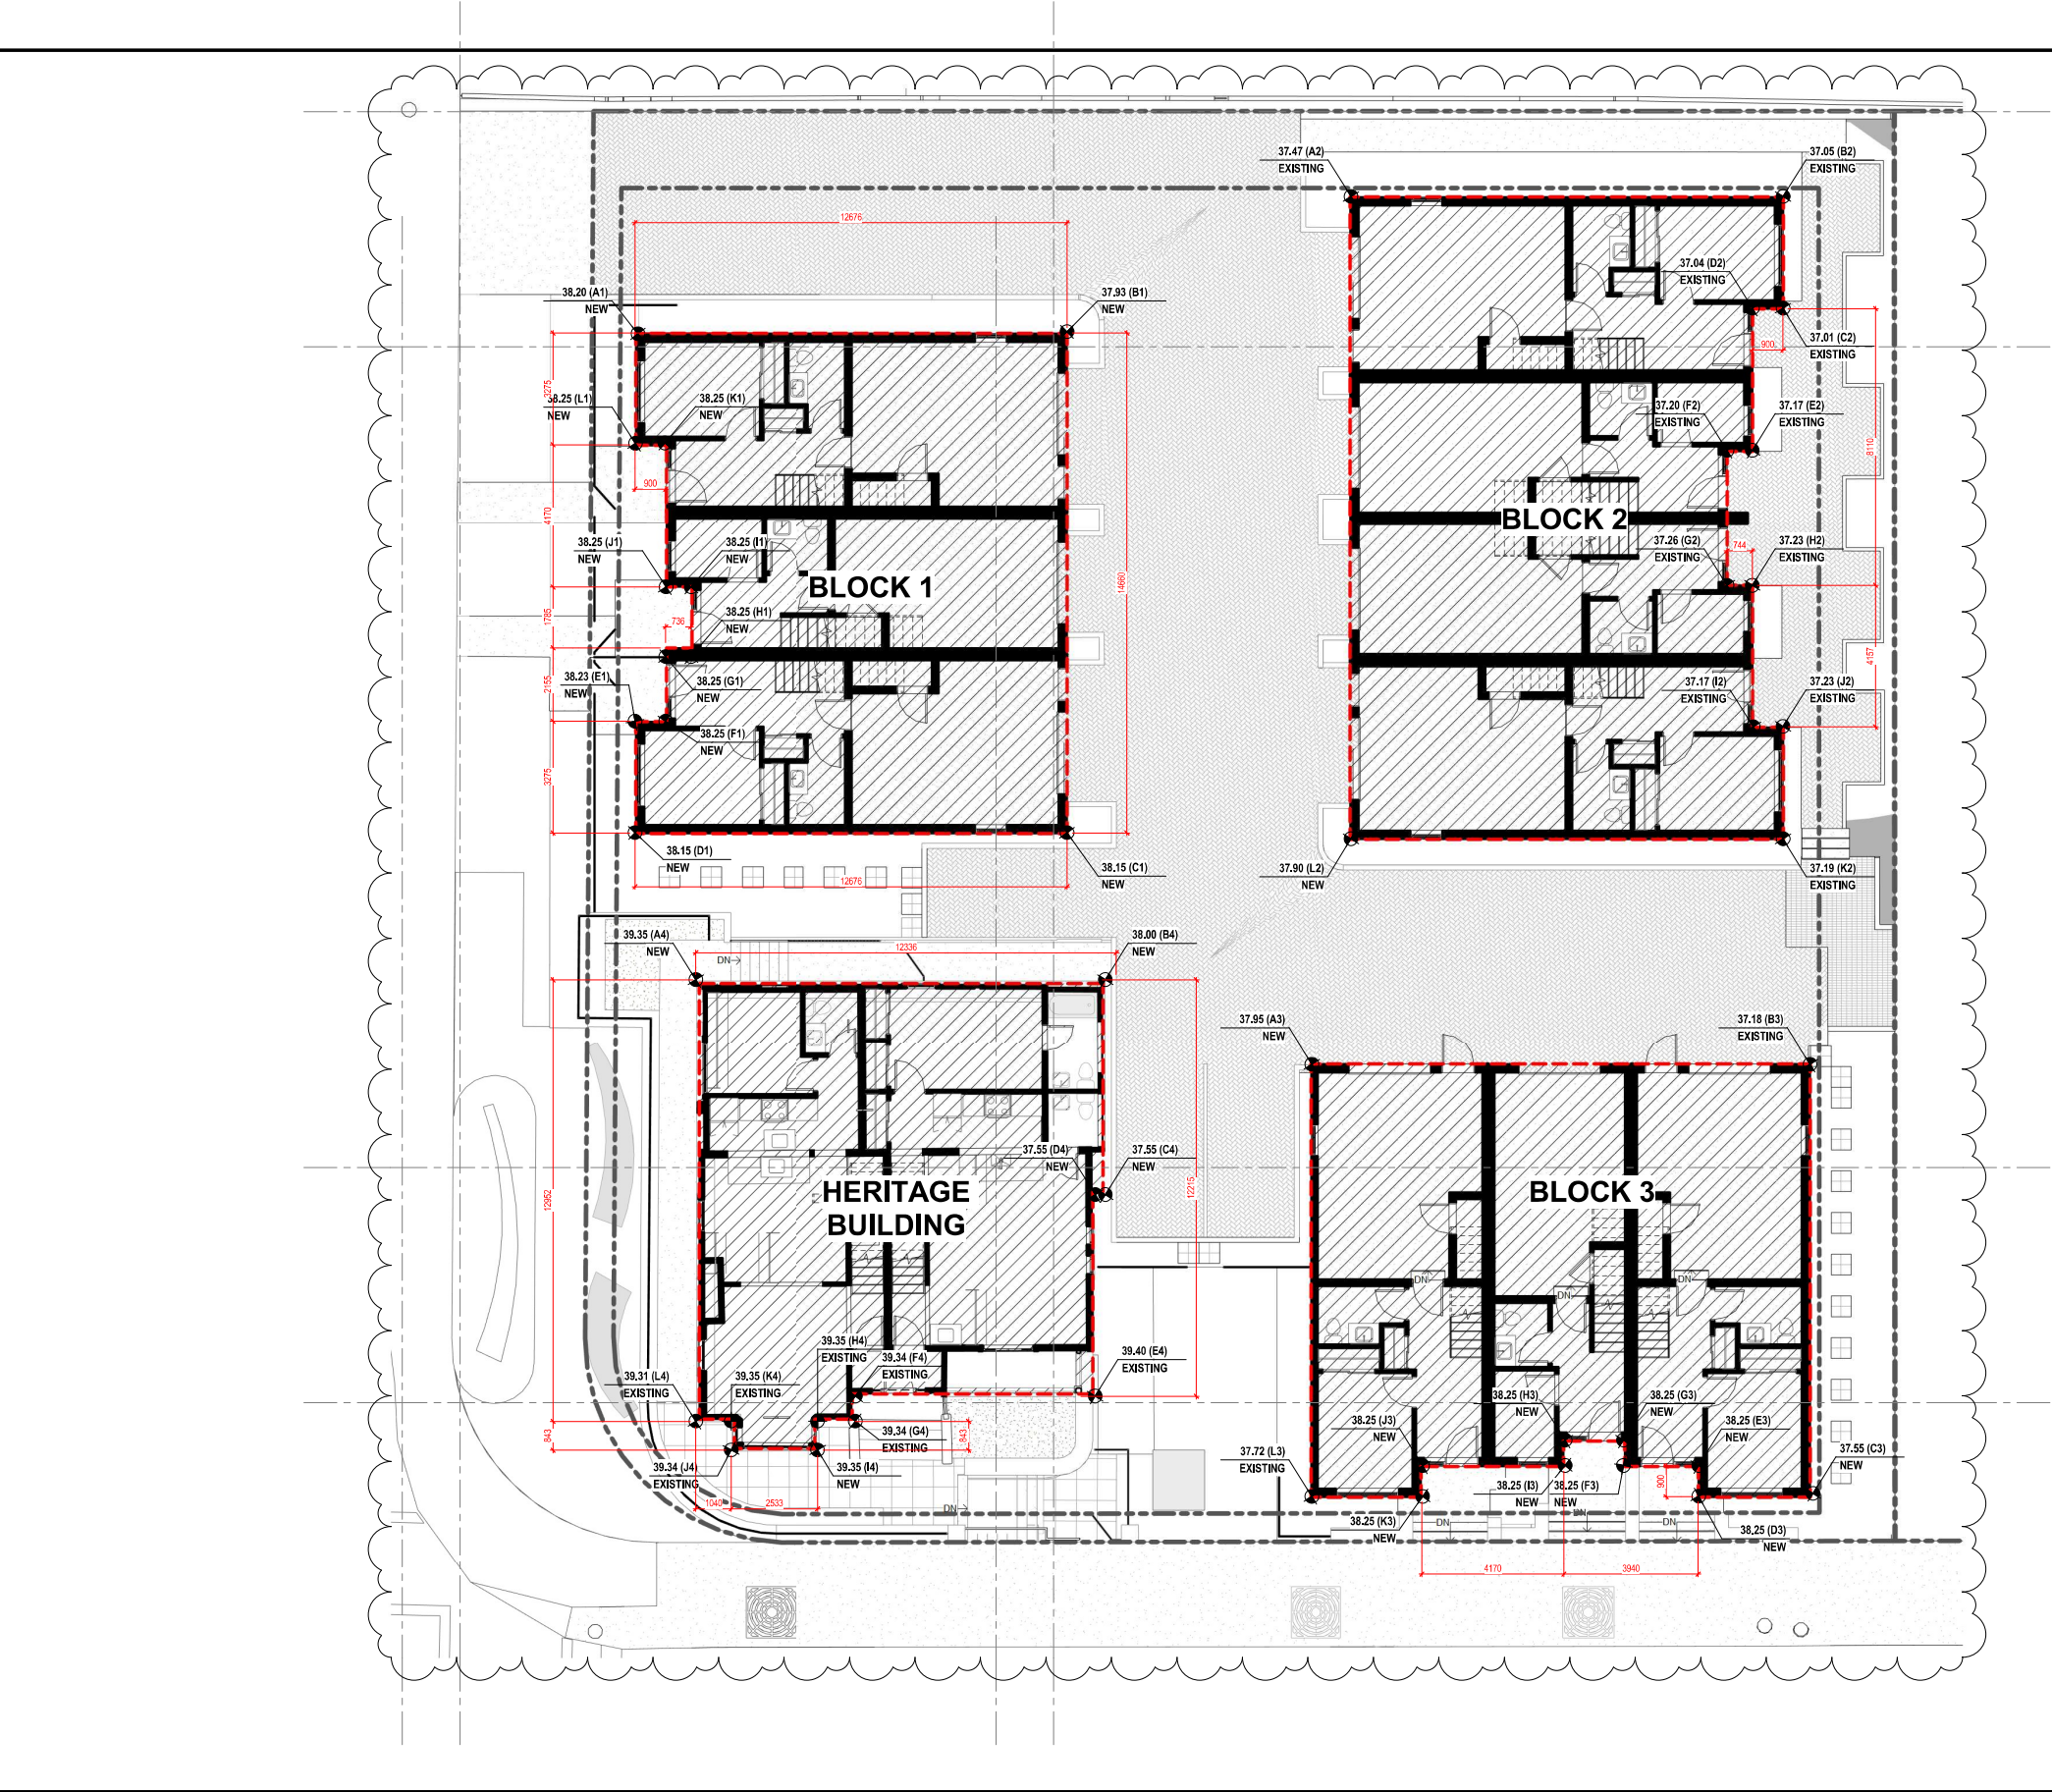 37.47 (A2)
EXISTING
37.05 (B2)
EXISTING
12676
37.04 (D2)
EXISTING
38.20 (A1)
NEW
37.93 (B1)
NEW
37.01 (C2)
EXISTING
900
3275
38.25 (L1)
NEW
38.25 (K1)
NEW
37.20 (F2)
EXISTING
37.17 (E2)
EXISTING
8110
900
4170
BLOCK 2
38.25 (J1)
NEW
38.25 (I1)
NEW
37.26 (G2)
EXISTING
744
37.23 (H2)
EXISTING
BLOCK 1
14660
1785
38.25 (H1)
NEW
736
4157
38.23 (E1)
NEW
2155
38.25 (G1)
NEW
37.17 (I2)
EXISTING
37.23 (J2)
EXISTING
38.25 (F1)
NEW
3275
38.15 (D1)
NEW
12676
38.15 (C1)
NEW
37.90 (L2)
NEW
37.19 (K2)
EXISTING
39.35 (A4)
NEW
DN
12336
38.00 (B4)
NEW
37.95 (A3)
NEW
37.18 (B3)
EXISTING
37.55 (D4)
NEW
37.55 (C4)
NEW
12952
12215
HERITAGE
BUILDING
BLOCK 3
DN
DN
DN
39.35 (H4)
EXISTING
39.34 (F4)
EXISTING
39.40 (E4)
EXISTING
39.31 (L4)
EXISTING
39.35 (K4)
EXISTING
38.25 (H3)
NEW
38.25 (G3)
NEW
38.25 (J3)
NEW
38.25 (E3)
NEW
843
39.34 (G4)
EXISTING
843
37.72 (L3)
EXISTING
37.55 (C3)
NEW
39.34 (J4)
EXISTING
39.35 (I4)
NEW
38.25 (I3)
NEW
38.25 (F3)
NEW
900
1040
2533
DN
38.25 (K3)
NEW
DN
DN
DN
38.25 (D3)
NEW
4170
3940